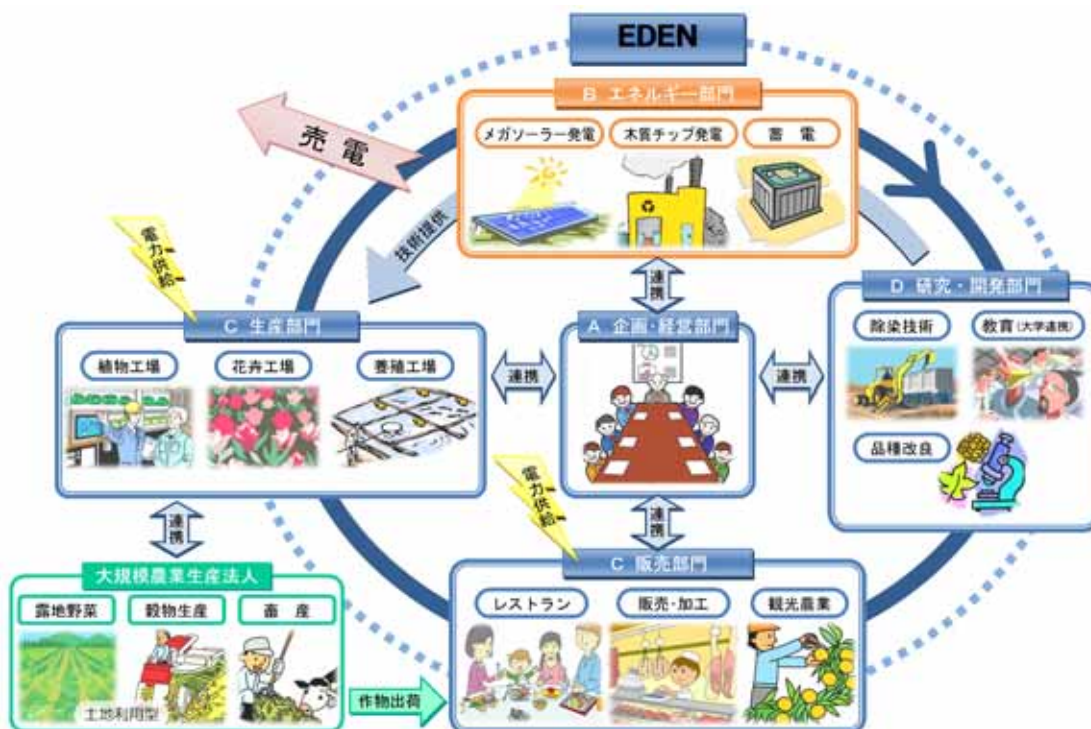 EDEN
B エネルギー部門
メガソーラー発電
木質チップ発電
蓄 電
売 電
技術提供
電力供給
連携
D 研究・開発部門
除染技術
教育(大学連携)
品種改良
C 生産部門
植物工場
花卉工場
養殖工場
連携
A 企画・経営部門
連携
電力供給
連携
連携
C 販売部門
レストラン
販売・加工
観光農業
大規模農業生産法人
露地野菜
穀物生産
畜 産
土地利用型
作物出荷